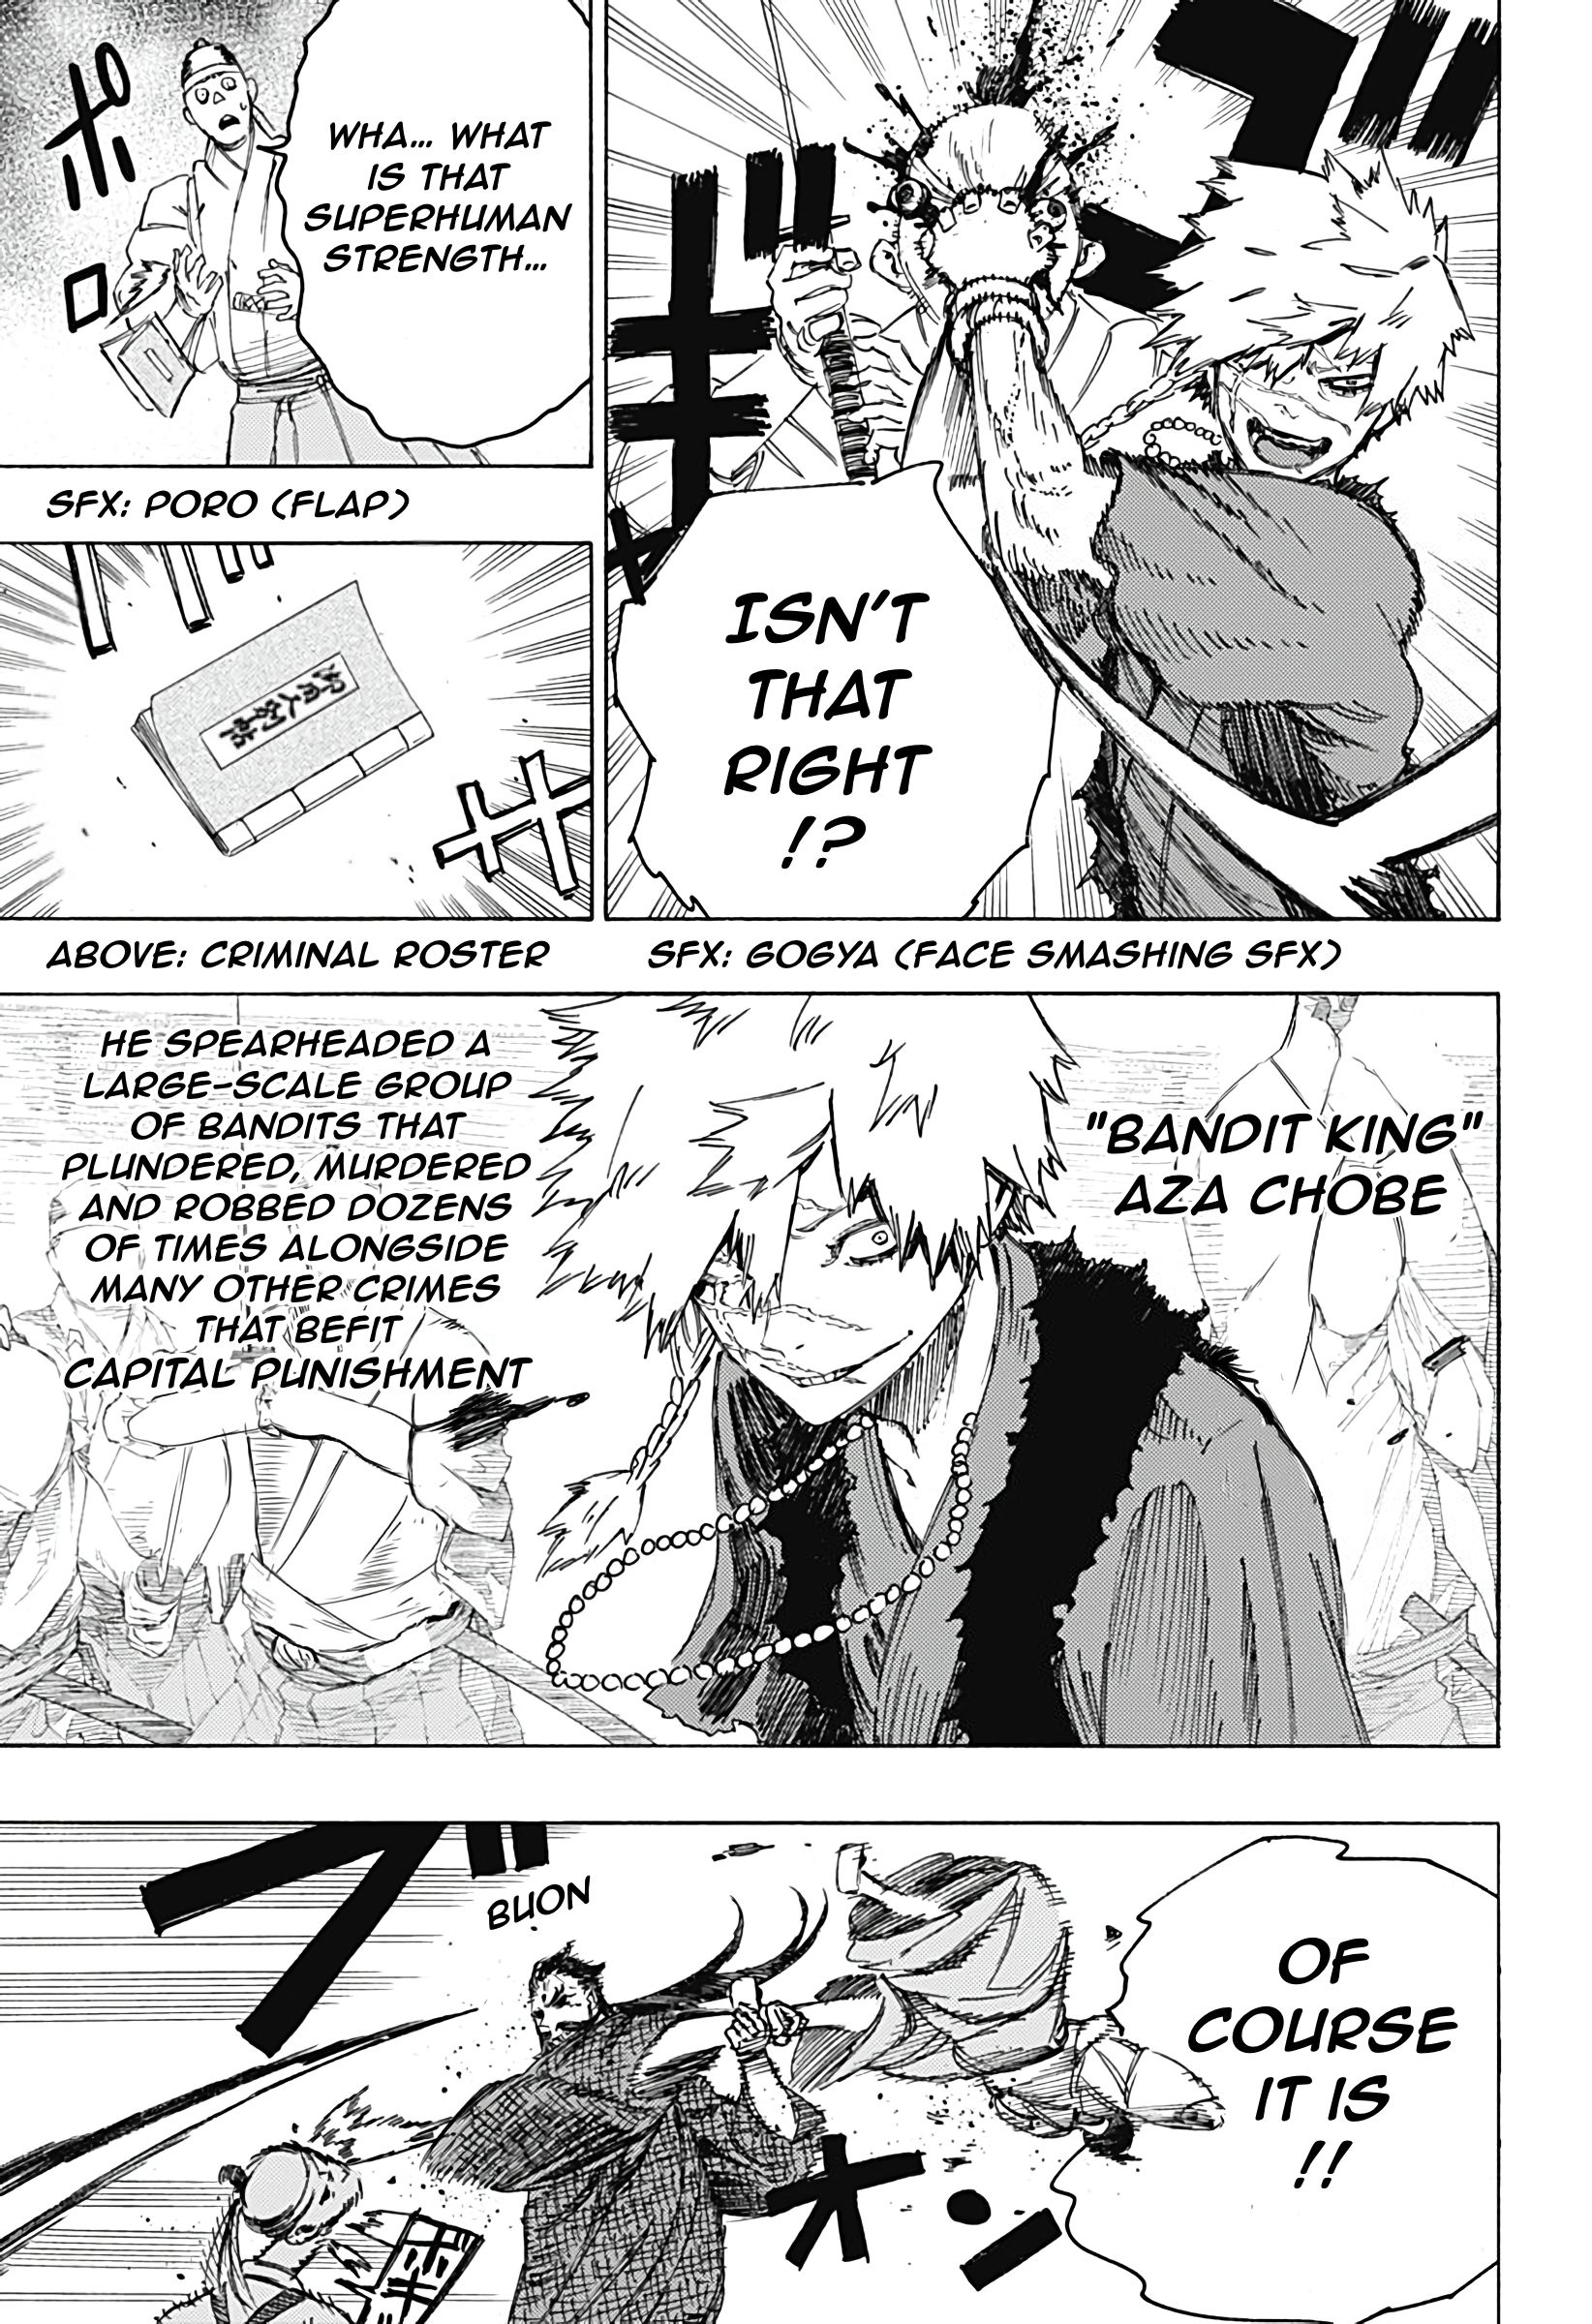 ゴギャ
ISN'T
THAT
RIGHT
!?
SFX: GOGYA (FACE SMASHING SFX)
WHA... WHAT
IS THAT
SUPERHUMAN
STRENGTH...
ポロ
SFX: PORO (FLAP)
ABOVE: CRIMINAL ROSTER
"BANDIT KING"
AZA CHOBE
HE SPEARHEADED A
LARGE-SCALE GROUP
OF BANDITS THAT
PLUNDERED, MURDERED
AND ROBBED DOZENS
OF TIMES ALONGSIDE
MANY OTHER CRIMES
THAT BEFIT
CAPITAL PUNISHMENT
OF
COURSE
IT IS
!!
ブォン
BUON